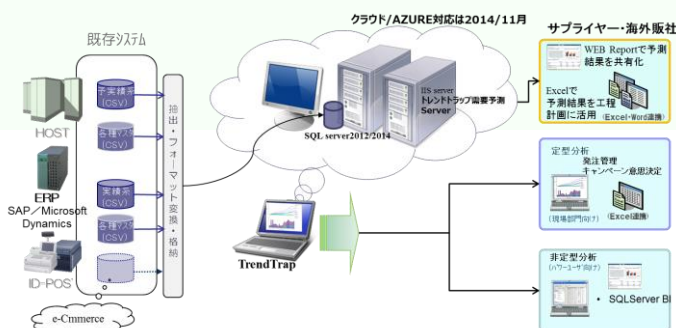 クラウド/AZURE対応は2014/11月
サプライヤー・海外販社
既存システム
HOST
ERP
SAP/Microsoft
Dynamics
ID-POS'
e-Cmmerce
予実績系
(CSV)
各種マスタ
(CSV)
実績系
(CSV)
各種マスタ
(CSV)
抽出・フォーマット変換・格納
SQL server2012/2014
IIS server
トレンドトラップ需要予測
Server
TrendTrap
WEB Reportで予測
結果を共有化
Excelで
予測結果を工程
計画に活用
(Excel・Word連携)
定型分析
発注管理
キャンペーン意思決定
(現場部門向け)
(Excel連携)
非定型分析
(パワーユーザ向け)
・ SQLServer BI